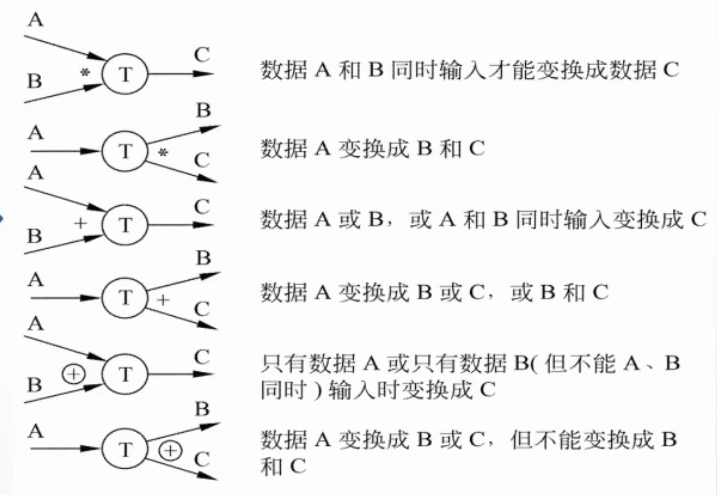 A
B
*
T
C
数据 A 和 B 同时输入才能变换成数据 C
A
T
*
B
C
数据 A 变换成 B 和 C
A
B
+
T
C
数据 A 或 B，或 A 和 B 同时输入变换成 C
A
T
+
B
C
数据 A 变换成 B 或 C，或 B 和 C
A
B
⊕
T
C
只有数据 A 或只有数据 B( 但不能 A、B
同时 ) 输入时变换成 C
A
T
⊕
B
C
数据 A 变换成 B 或 C，但不能变换成 B
和 C